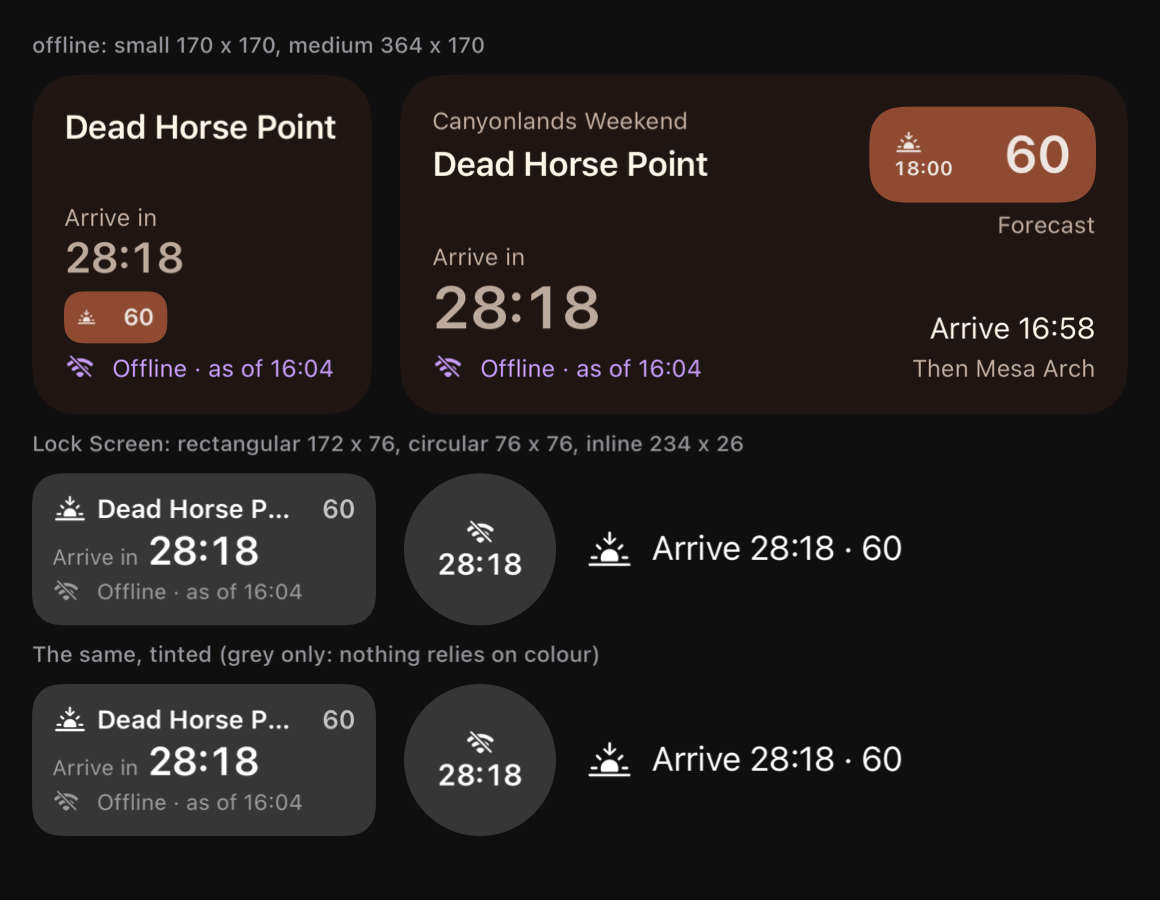 offline: small 170 x 170, medium 364 x 170
Dead Horse Point
Arrive in
28:18
60
Offline · as of 16:04
Canyonlands Weekend
Dead Horse Point
18:00
60
Forecast
Arrive in
28:18
Offline · as of 16:04
Arrive 16:58
Then Mesa Arch
Lock Screen: rectangular 172 x 76, circular 76 x 76, inline 234 x 26
Dead Horse P... 60
Arrive in 28:18
Offline · as of 16:04
28:18
Arrive 28:18 · 60
The same, tinted (grey only: nothing relies on colour)
Dead Horse P... 60
Arrive in 28:18
Offline · as of 16:04
28:18
Arrive 28:18 · 60